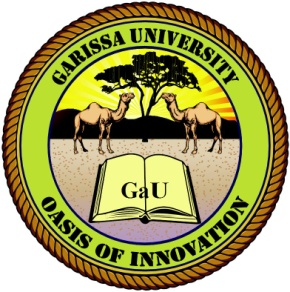 GARISSA UNIVERSITY
GaU
OASIS OF INNOVATION